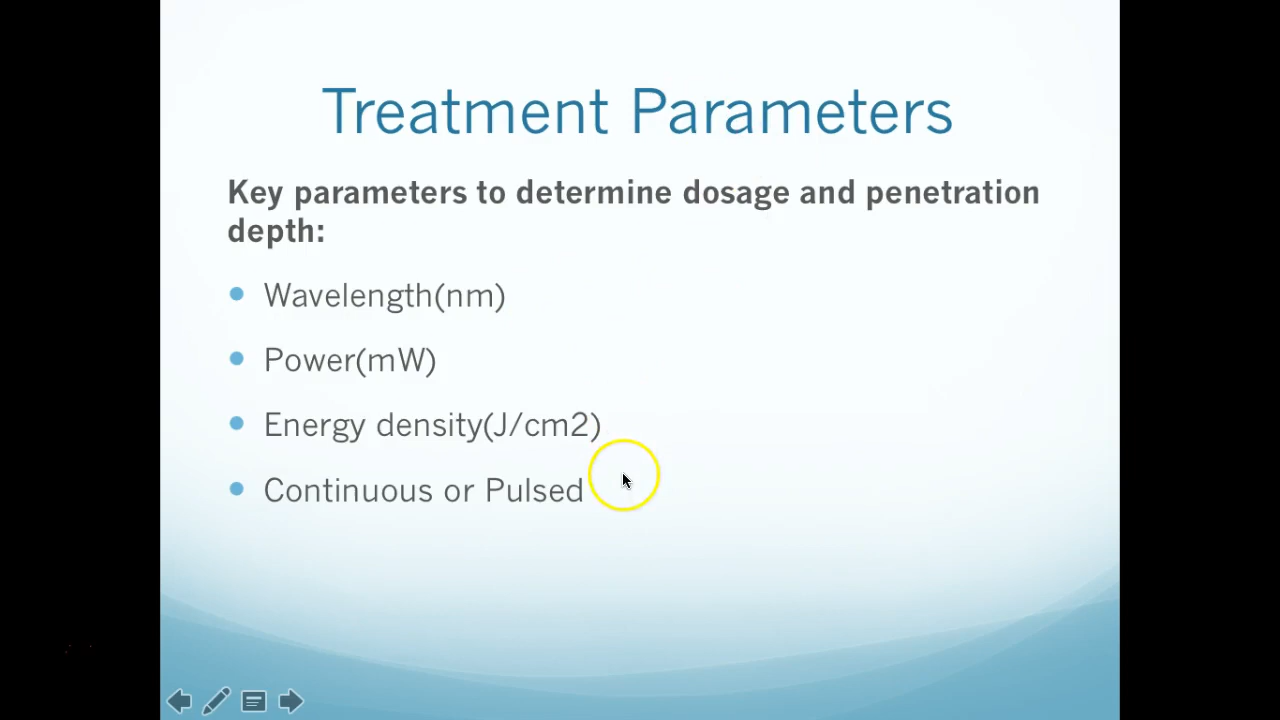 Treatment Parameters
Key parameters to determine dosage and penetration
depth:
Wavelength(nm)
Power(mW)
Energy density(J/cm2)
Continuous or Pulsed